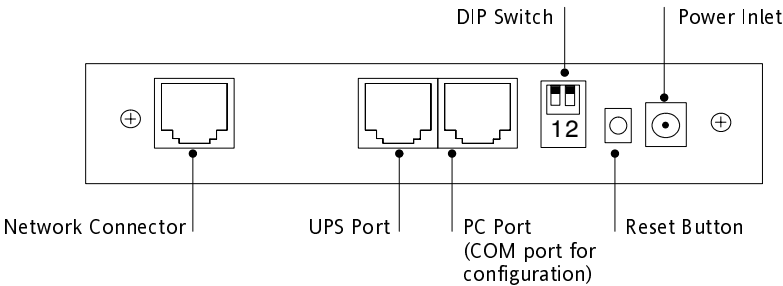 DIP Switch
Power Inlet
12
Network Connector
UPS Port
PC Port
(COM port for
configuration)
Reset Button